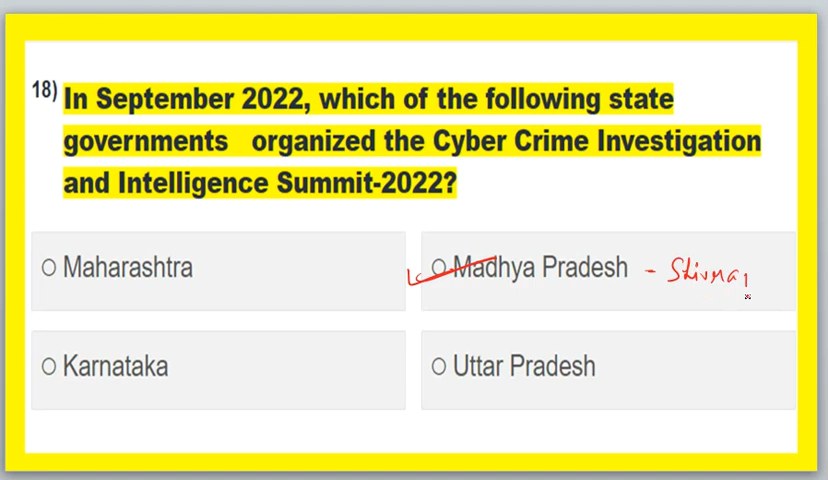 18) In September 2022, which of the following state
governments organized the Cyber Crime Investigation
and Intelligence Summit-2022?
Maharashtra
Madhya Pradesh -
Karnataka
Uttar Pradesh